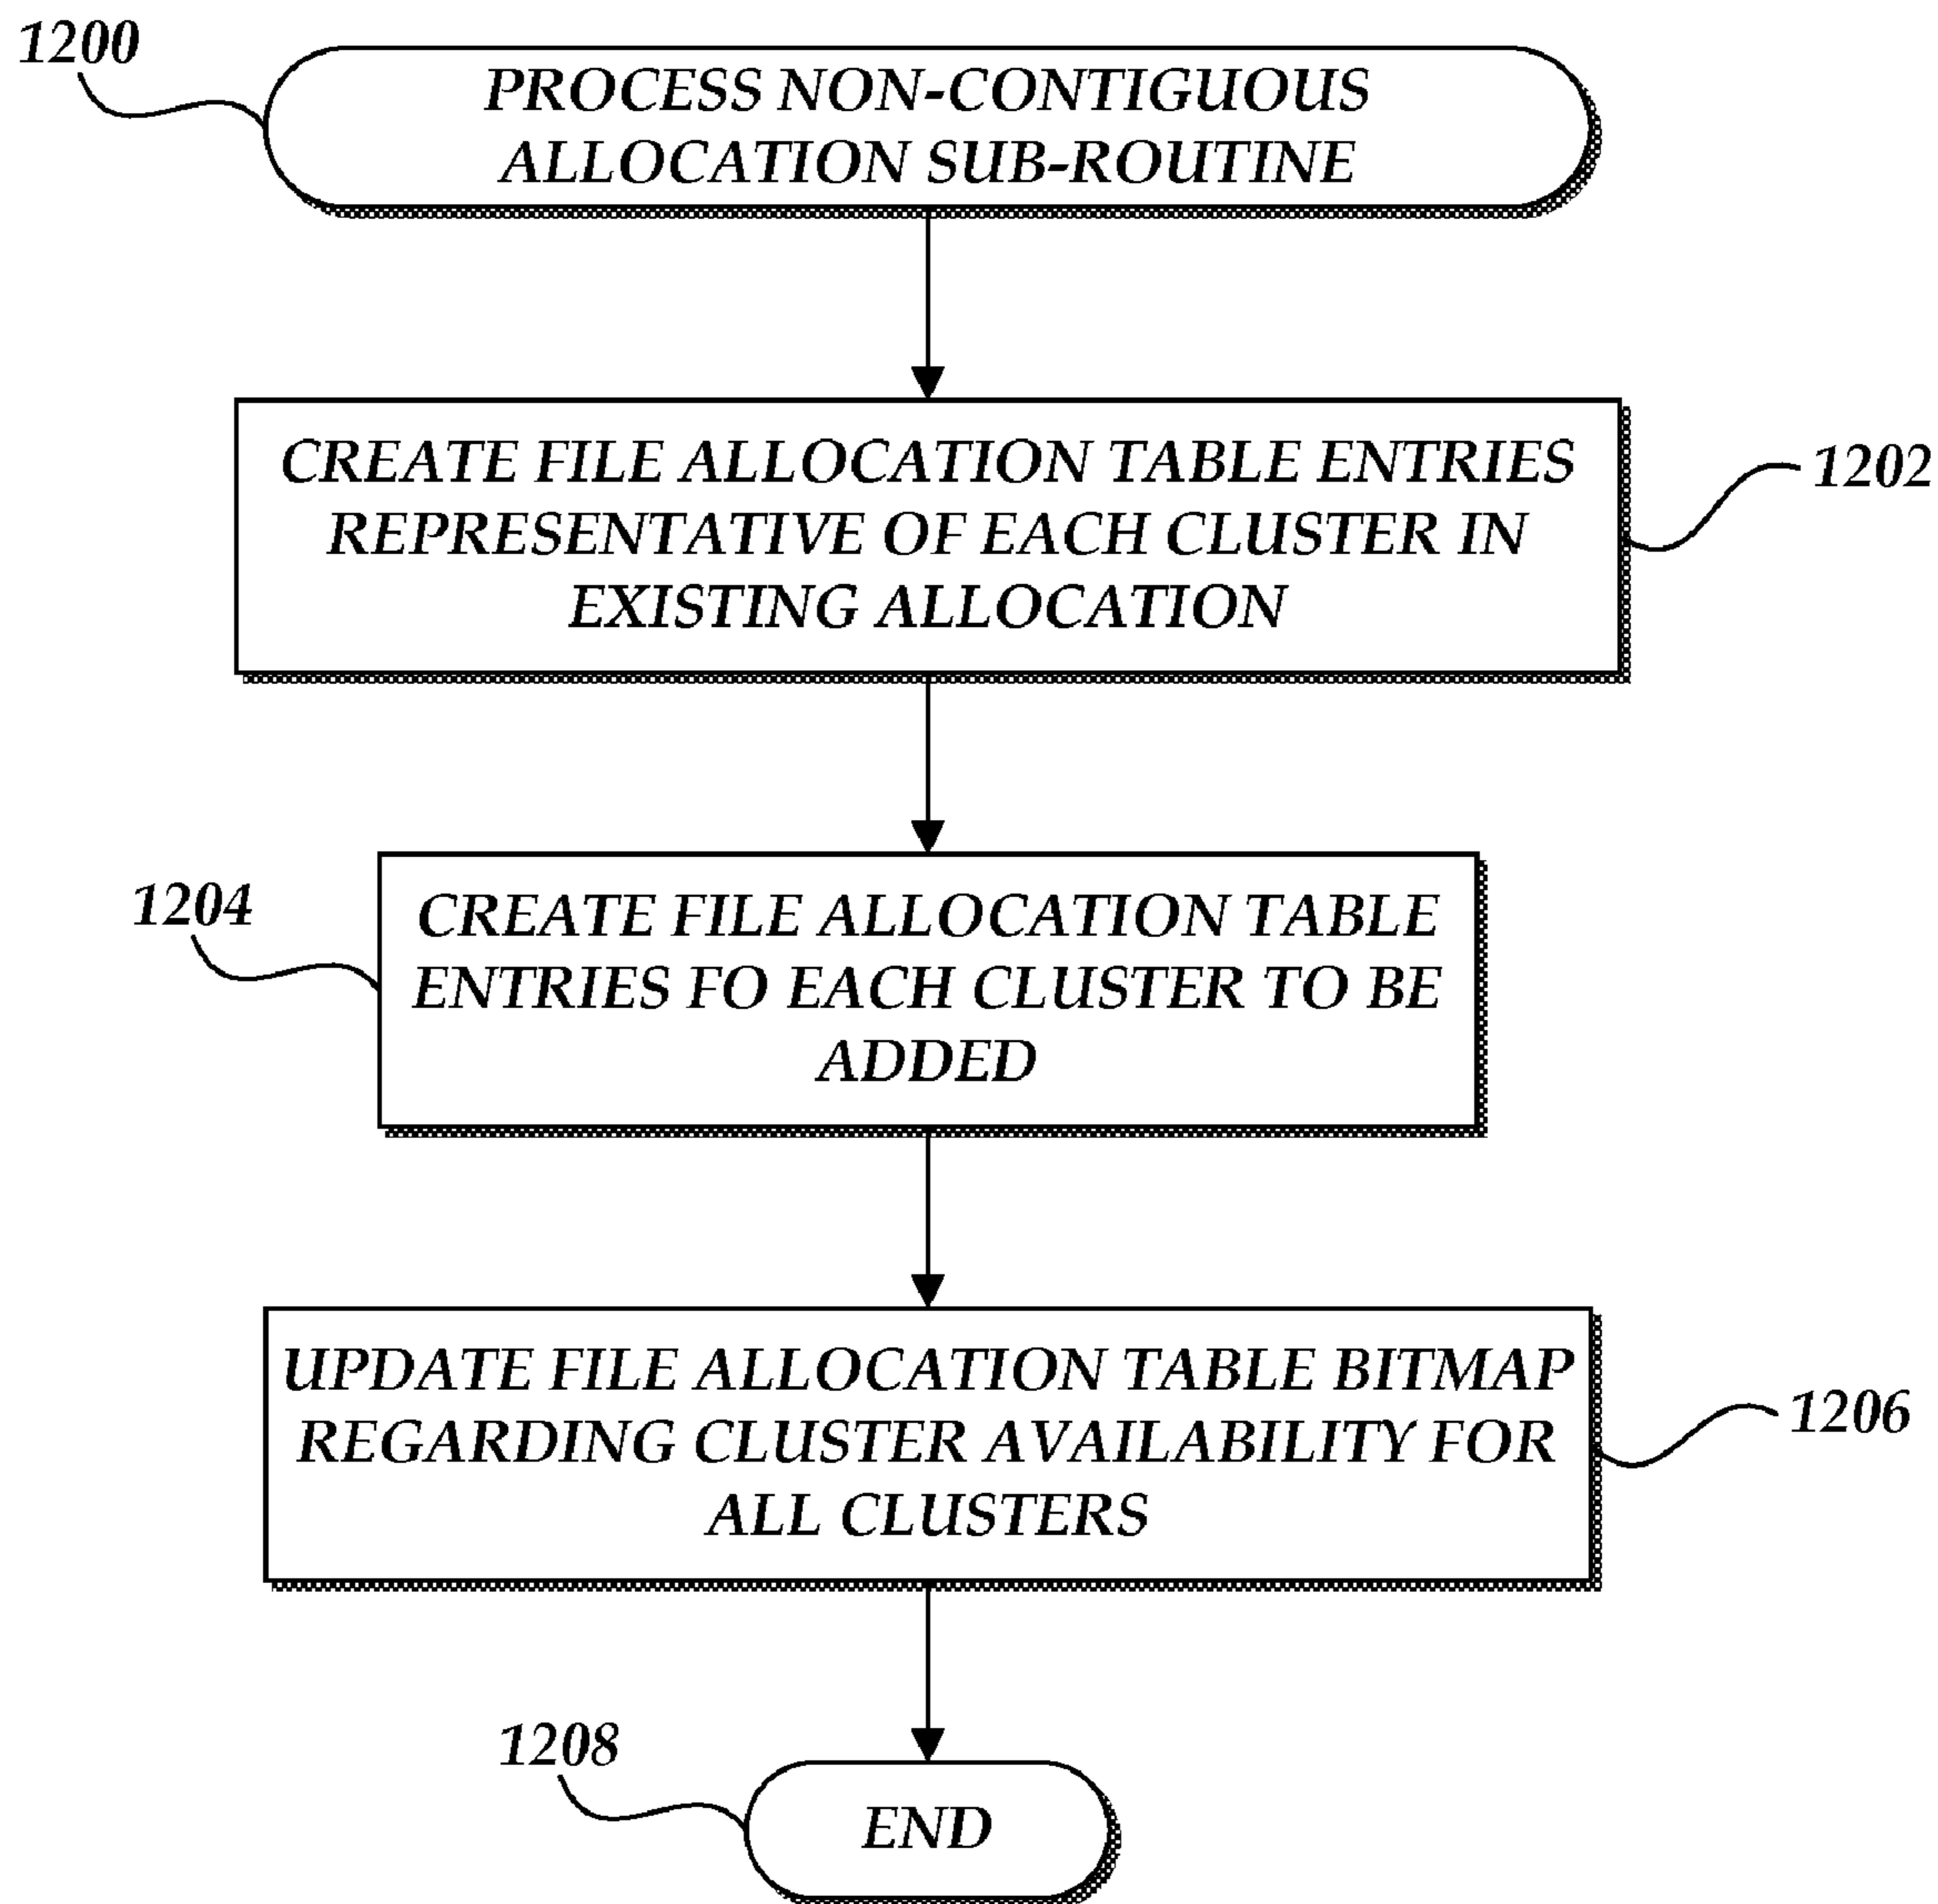 1200
PROCESS NON-CONTIGUOUS
ALLOCATION SUB-ROUTINE
CREATE FILE ALLOCATION TABLE ENTRIES
REPRESENTATIVE OF EACH CLUSTER IN
EXISTING ALLOCATION
1202
1204
CREATE FILE ALLOCATION TABLE
ENTRIES FO EACH CLUSTER TO BE
ADDED
UPDATE FILE ALLOCATION TABLE BITMAP
REGARDING CLUSTER AVAILABILITY FOR
ALL CLUSTERS
1206
1208
END